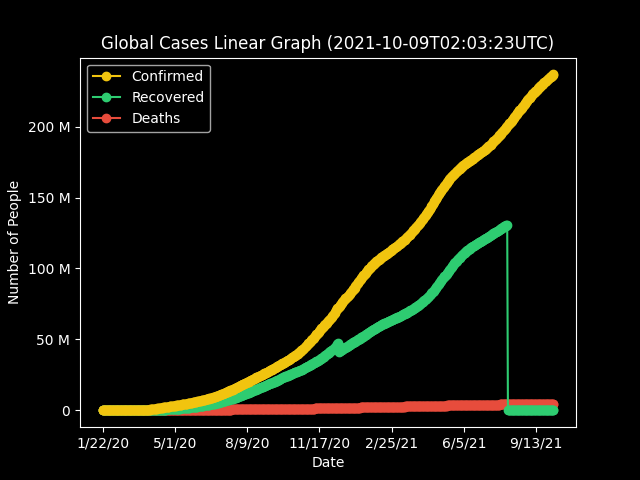 Global Cases Linear Graph (2021-10-09T02:03:23UTC)
Confirmed
Recovered
Deaths
Number of People
200 M
150 M
100 M
50 M
0
1/22/20 5/1/20 8/9/20 11/17/20 2/25/21 6/5/21 9/13/21
Date